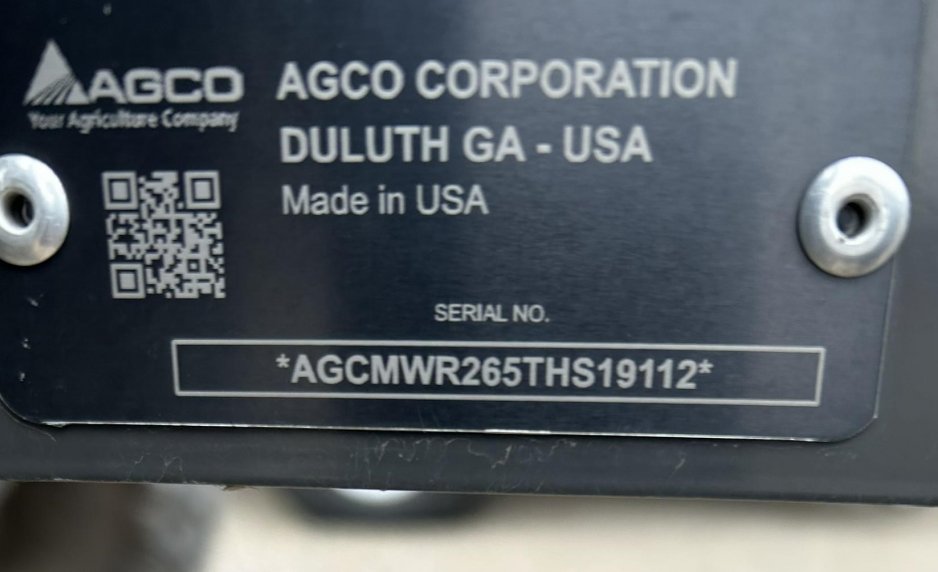 AGCO
Your Agriculture Company
AGCO CORPORATION
DULUTH GA - USA
Made in USA
SERIAL NO.
*AGCMWR265THS19112*